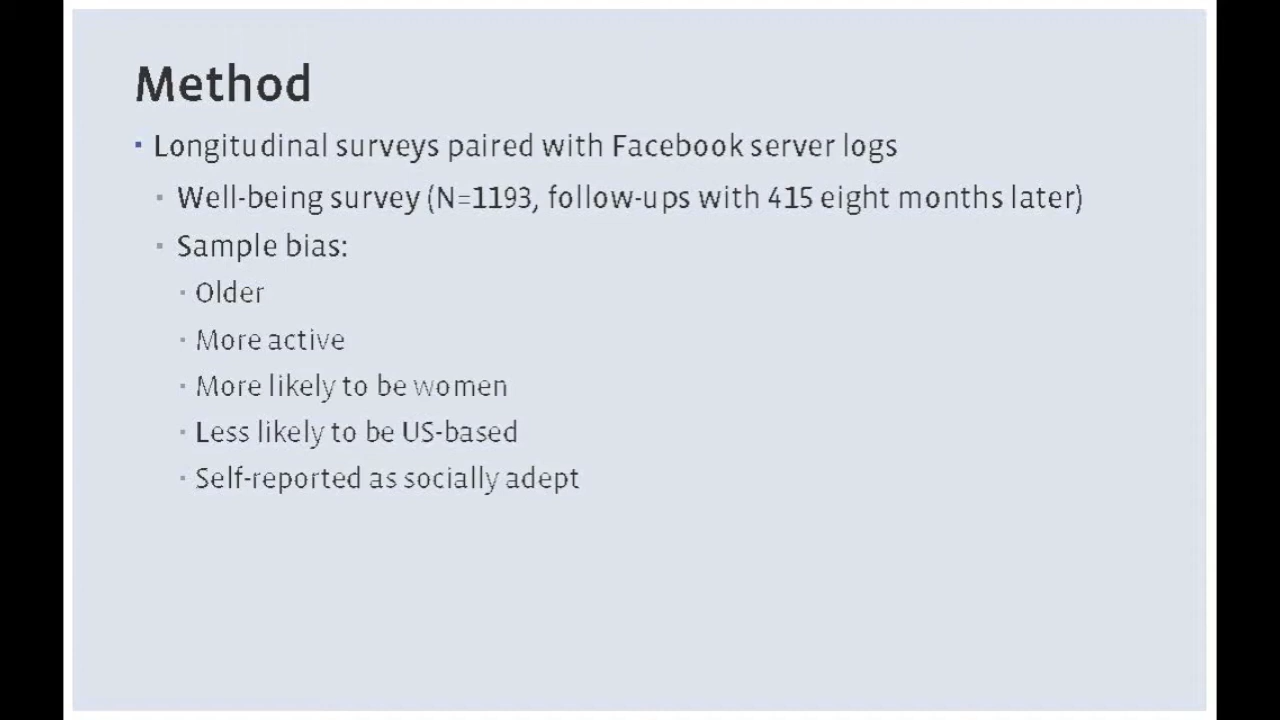 Method
▪ Longitudinal surveys paired with Facebook server logs
▪ Well-being survey (N=1193, follow-ups with 415 eight months later)
▪ Sample bias:
▪ Older
▪ More active
▪ More likely to be women
▪ Less likely to be US-based
▪ Self-reported as socially adept